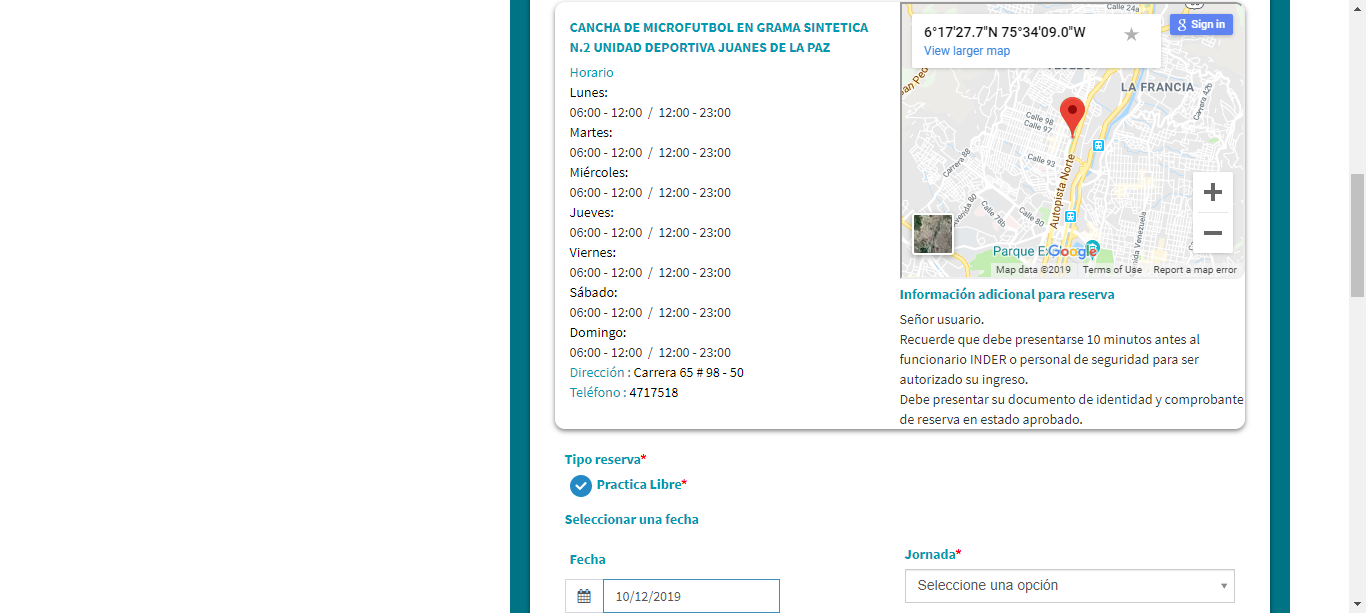 CANCHA DE MICROFUTBOL EN GRAMA SINTETICA
N.2 UNIDAD DEPORTIVA JUANES DE LA PAZ
Horario
Lunes:
06:00 - 12:00 / 12:00 - 23:00
Martes:
06:00 - 12:00 / 12:00 - 23:00
Miércoles:
06:00 - 12:00 / 12:00 - 23:00
Jueves:
06:00 - 12:00 / 12:00 - 23:00
Viernes:
06:00 - 12:00 / 12:00 - 23:00
Sábado:
06:00 - 12:00 / 12:00 - 23:00
Domingo:
06:00 - 12:00 / 12:00 - 23:00
Dirección : Carrera 65 # 98 - 50
Teléfono : 4717518
Calle 24a
6°17'27.7"N 75°34'09.0"W
View larger map
Sign in
LA FRANCIA
Carrera 42b
Calle 98
Calle 97
Calle 93
Carrera 88
Avenida 80
Calle 78b
Calle 80
Autopista Norte
Venezuela
Parque
Google
Map data ©2019 Terms of Use Report a map error
Información adicional para reserva
Señor usuario.
Recuerde que debe presentarse 10 minutos antes al
funcionario INDER o personal de seguridad para ser
autorizado su ingreso.
Debe presentar su documento de identidad y comprobante
de reserva en estado aprobado.
Tipo reserva*
Practica Libre*
Seleccionar una fecha
Fecha
10/12/2019
Jornada*
Seleccione una opción